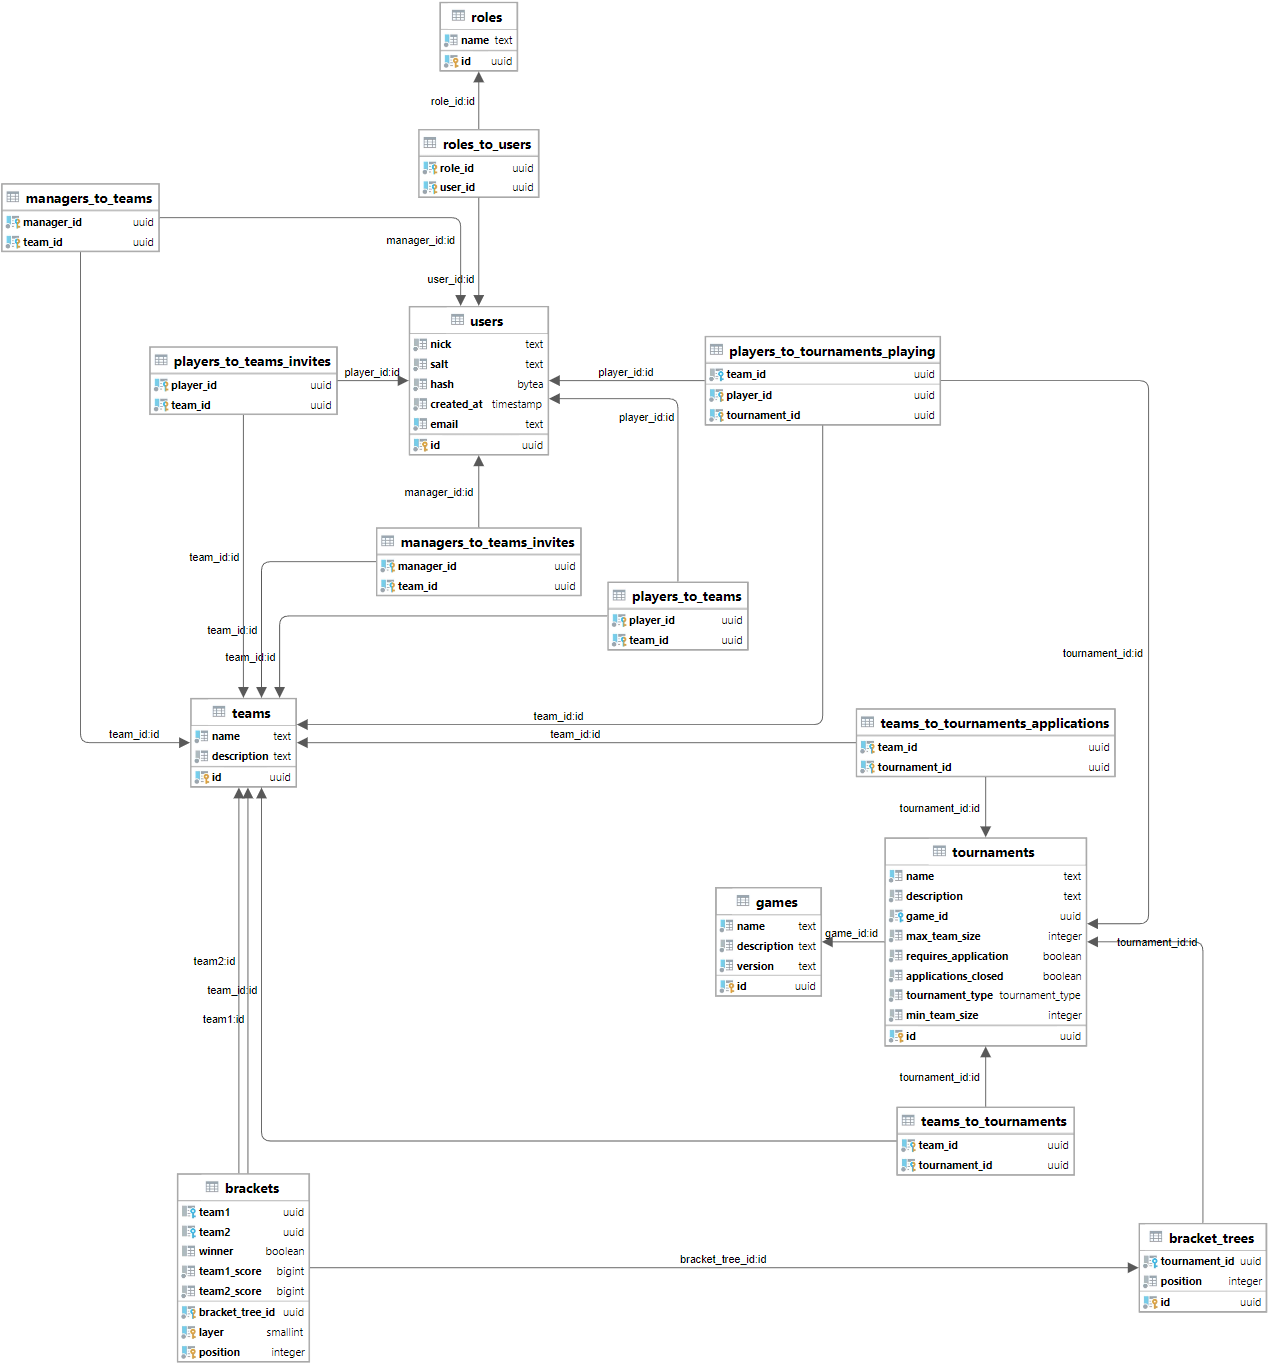 roles
name text
id uuid
role_id:id
roles_to_users
role_id uuid
user_id uuid
managers_to_teams
manager_id uuid
team_id uuid
manager_id:id
user_id:id
users
nick text
salt text
hash bytea
created_at timestamp
email text
id uuid
players_to_teams_invites
player_id uuid
team_id uuid
player_id:id
player_id:id
players_to_tournaments_playing
team_id uuid
player_id uuid
tournament_id uuid
player_id:id
manager_id:id
managers_to_teams_invites
manager_id uuid
team_id uuid
team_id:id
players_to_teams
player_id uuid
team_id uuid
team_id:id
team_id:id
tournament_id:id
teams
name text
description text
id uuid
team_id:id
team_id:id
team_id:id
teams_to_tournaments_applications
team_id uuid
tournament_id uuid
tournament_id:id
tournaments
name text
description text
game_id uuid
max_team_size integer
requires_application boolean
applications_closed boolean
tournament_type tournament_type
min_team_size integer
id uuid
games
name text
description text
version text
id uuid
game_id:id
tournament_id:id
team2:id
team_id:id
team1:id
tournament_id:id
teams_to_tournaments
team_id uuid
tournament_id uuid
brackets
team1 uuid
team2 uuid
winner boolean
team1_score bigint
team2_score bigint
bracket_tree_id uuid
layer smallint
position integer
bracket_tree_id:id
bracket_trees
tournament_id uuid
position integer
id uuid